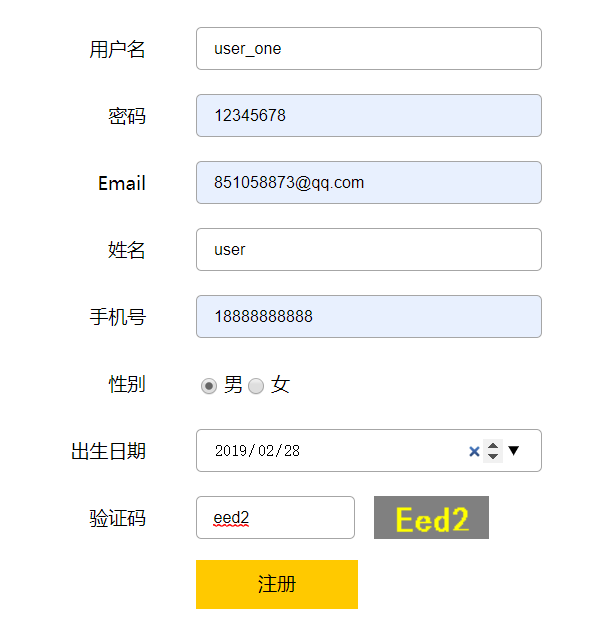 用户名 user_one
密码 12345678
Email 851058873@qq.com
姓名 user
手机号 18888888888
性别 男 女
出生日期 2019/02/28
验证码 eed2 Eed2
注册